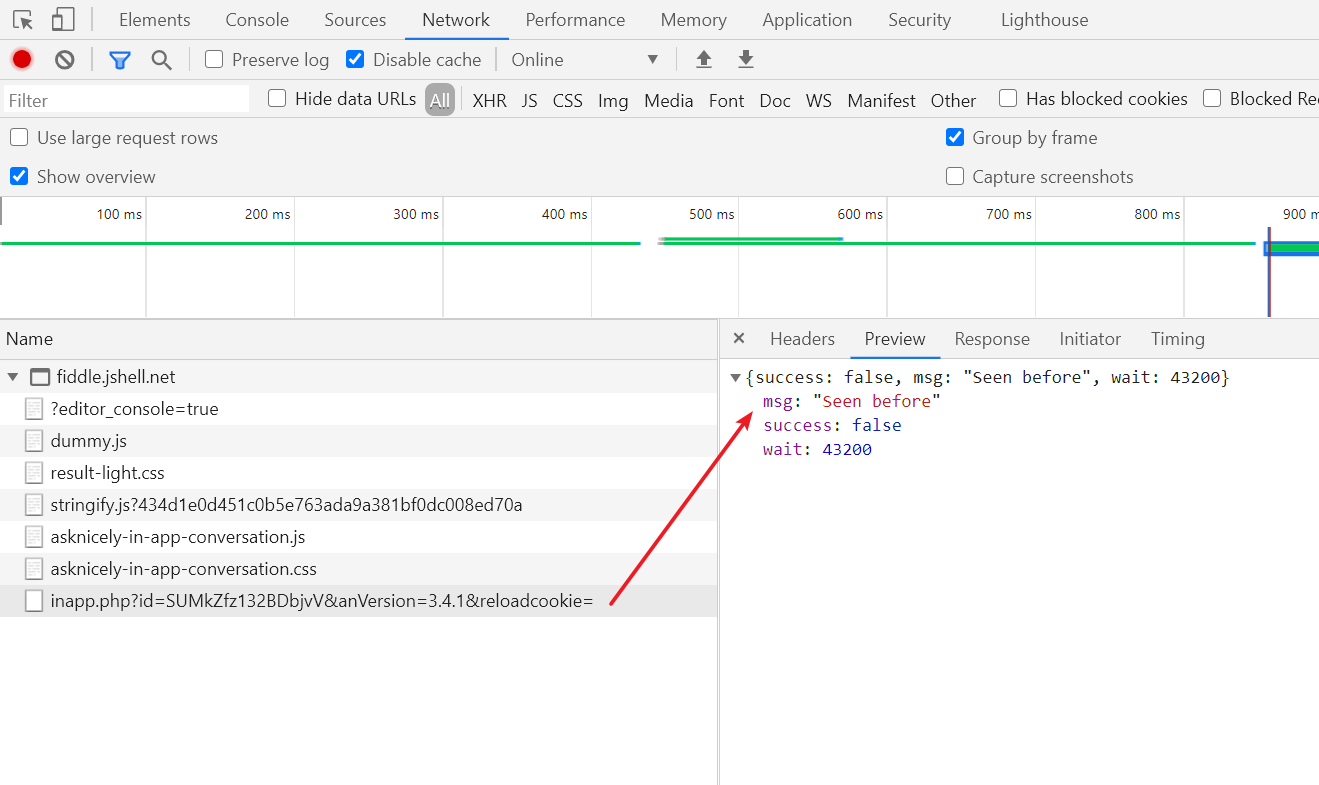 Elements Console Sources Network Performance Memory Application Security Lighthouse
Preserve log Disable cache Online
Filter Hide data URLs All XHR JS CSS Img Media Font Doc WS Manifest Other Has blocked cookies Blocked Re
Use large request rows Group by frame
Show overview Capture screenshots
100 ms 200 ms 300 ms 400 ms 500 ms 600 ms 700 ms 800 ms 900 m
Name × Headers Preview Response Initiator Timing
fiddle.jshell.net {success: false, msg: "Seen before", wait: 43200}
?editor_console=true msg: "Seen before"
dummy.js success: false
result-light.css wait: 43200
stringify.js?434d1e0d451c0b5e763ada9a381bf0dc008ed70a
asknicely-in-app-conversation.js
asknicely-in-app-conversation.css
inapp.php?id=SUMkZfz132BDbjvV&anVersion=3.4.1&reloadcookie=